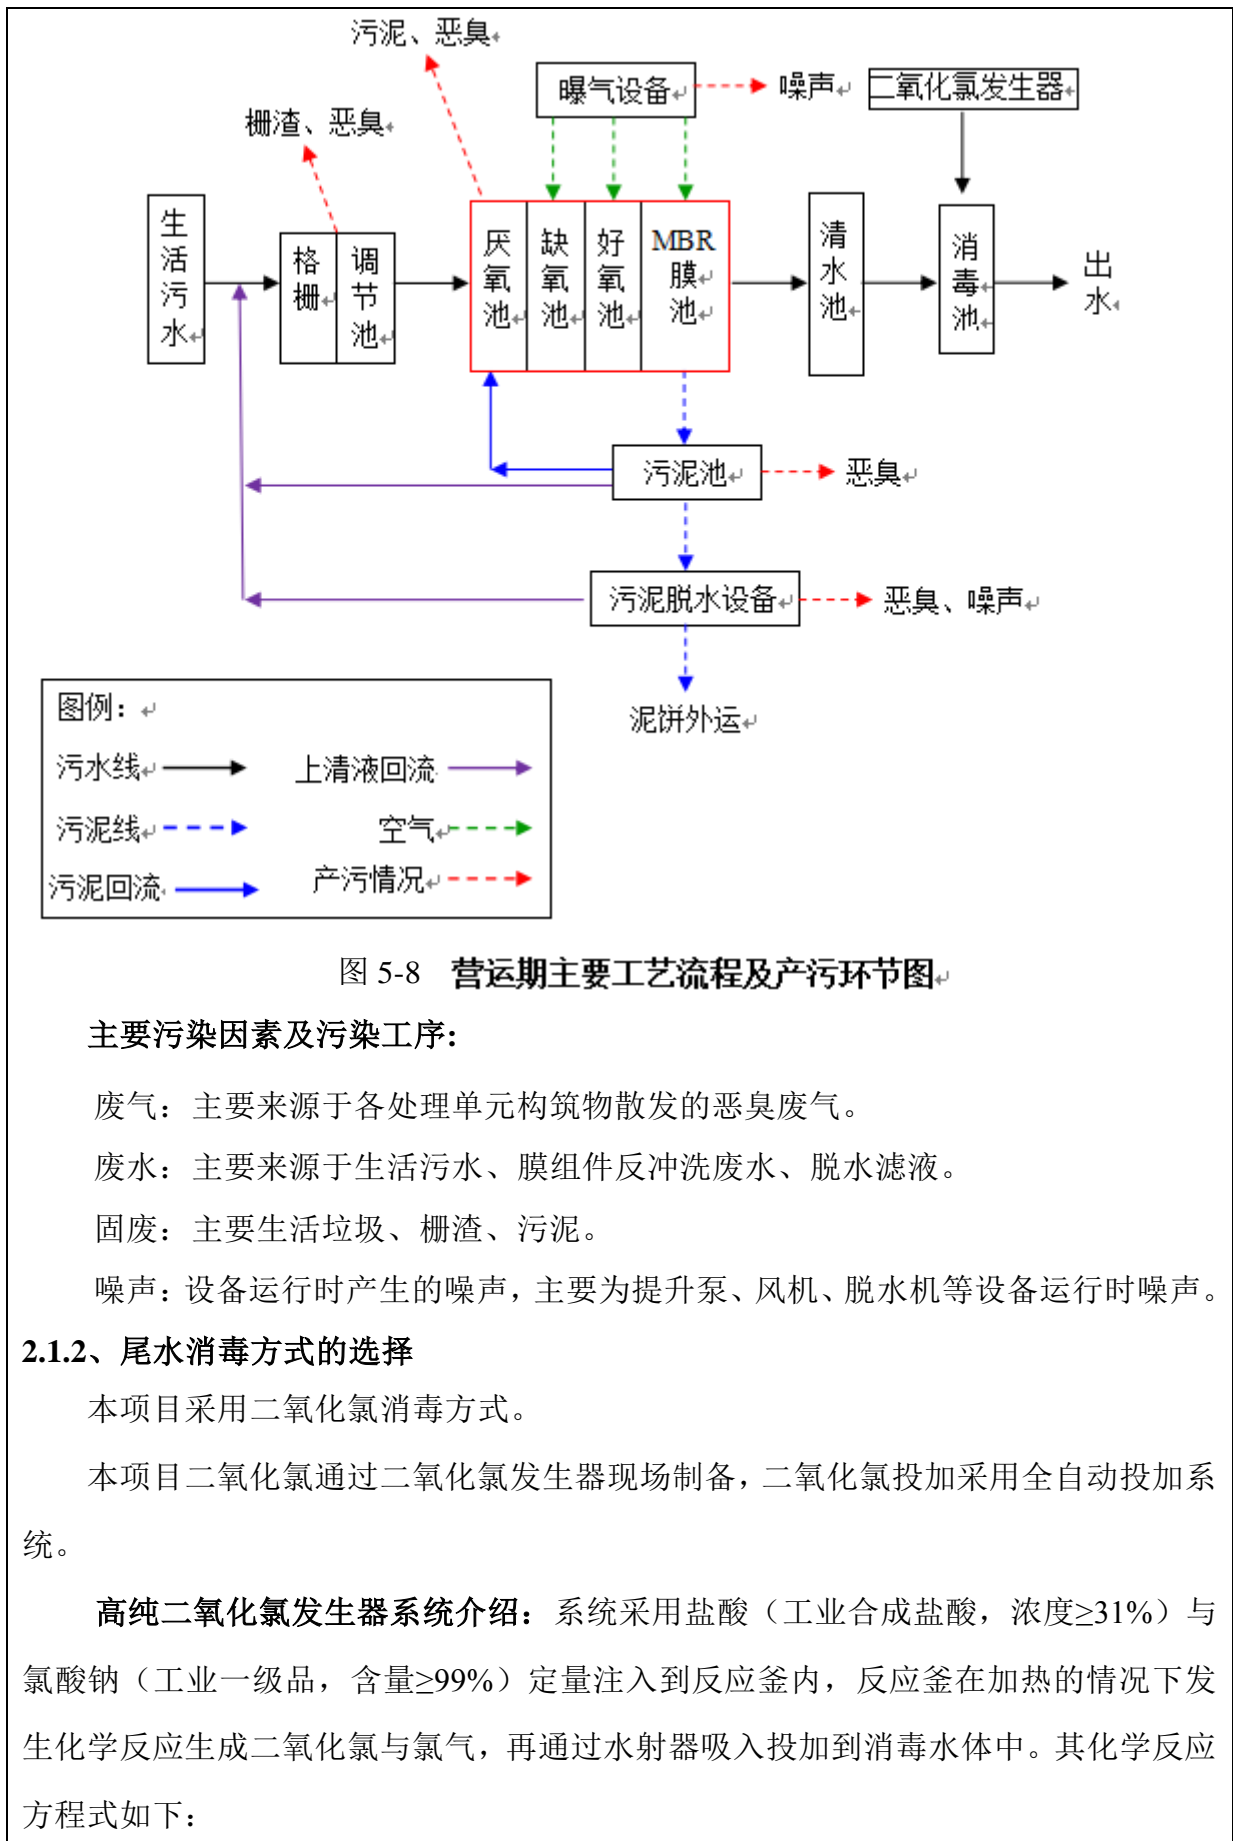 污泥、恶臭
曝气设备
噪声
二氧化氯发生器
栅渣、恶臭
生活污水
格栅
调节池
厌氧池
缺氧池
好氧池
MBR膜池
清水池
消毒池
出水
污泥池
恶臭
污泥脱水设备
恶臭、噪声
泥饼外运
图例：
污水线
上清液回流
污泥线
空气
污泥回流
产污情况
图 5-8 营运期主要工艺流程及产污环节图
主要污染因素及污染工序：
废气：主要来源于各处理单元构筑物散发的恶臭废气。
废水：主要来源于生活污水、膜组件反冲洗废水、脱水滤液。
固废：主要生活垃圾、栅渣、污泥。
噪声：设备运行时产生的噪声，主要为提升泵、风机、脱水机等设备运行时噪声。
2.1.2、尾水消毒方式的选择
本项目采用二氧化氯消毒方式。
本项目二氧化氯通过二氧化氯发生器现场制备，二氧化氯投加采用全自动投加系
统。
高纯二氧化氯发生器系统介绍：系统采用盐酸（工业合成盐酸，浓度≥31%）与
氯酸钠（工业一级品，含量≥99%）定量注入到反应釜内，反应釜在加热的情况下发
生化学反应生成二氧化氯与氯气，再通过水射器吸入投加到消毒水体中。其化学反应
方程式如下：